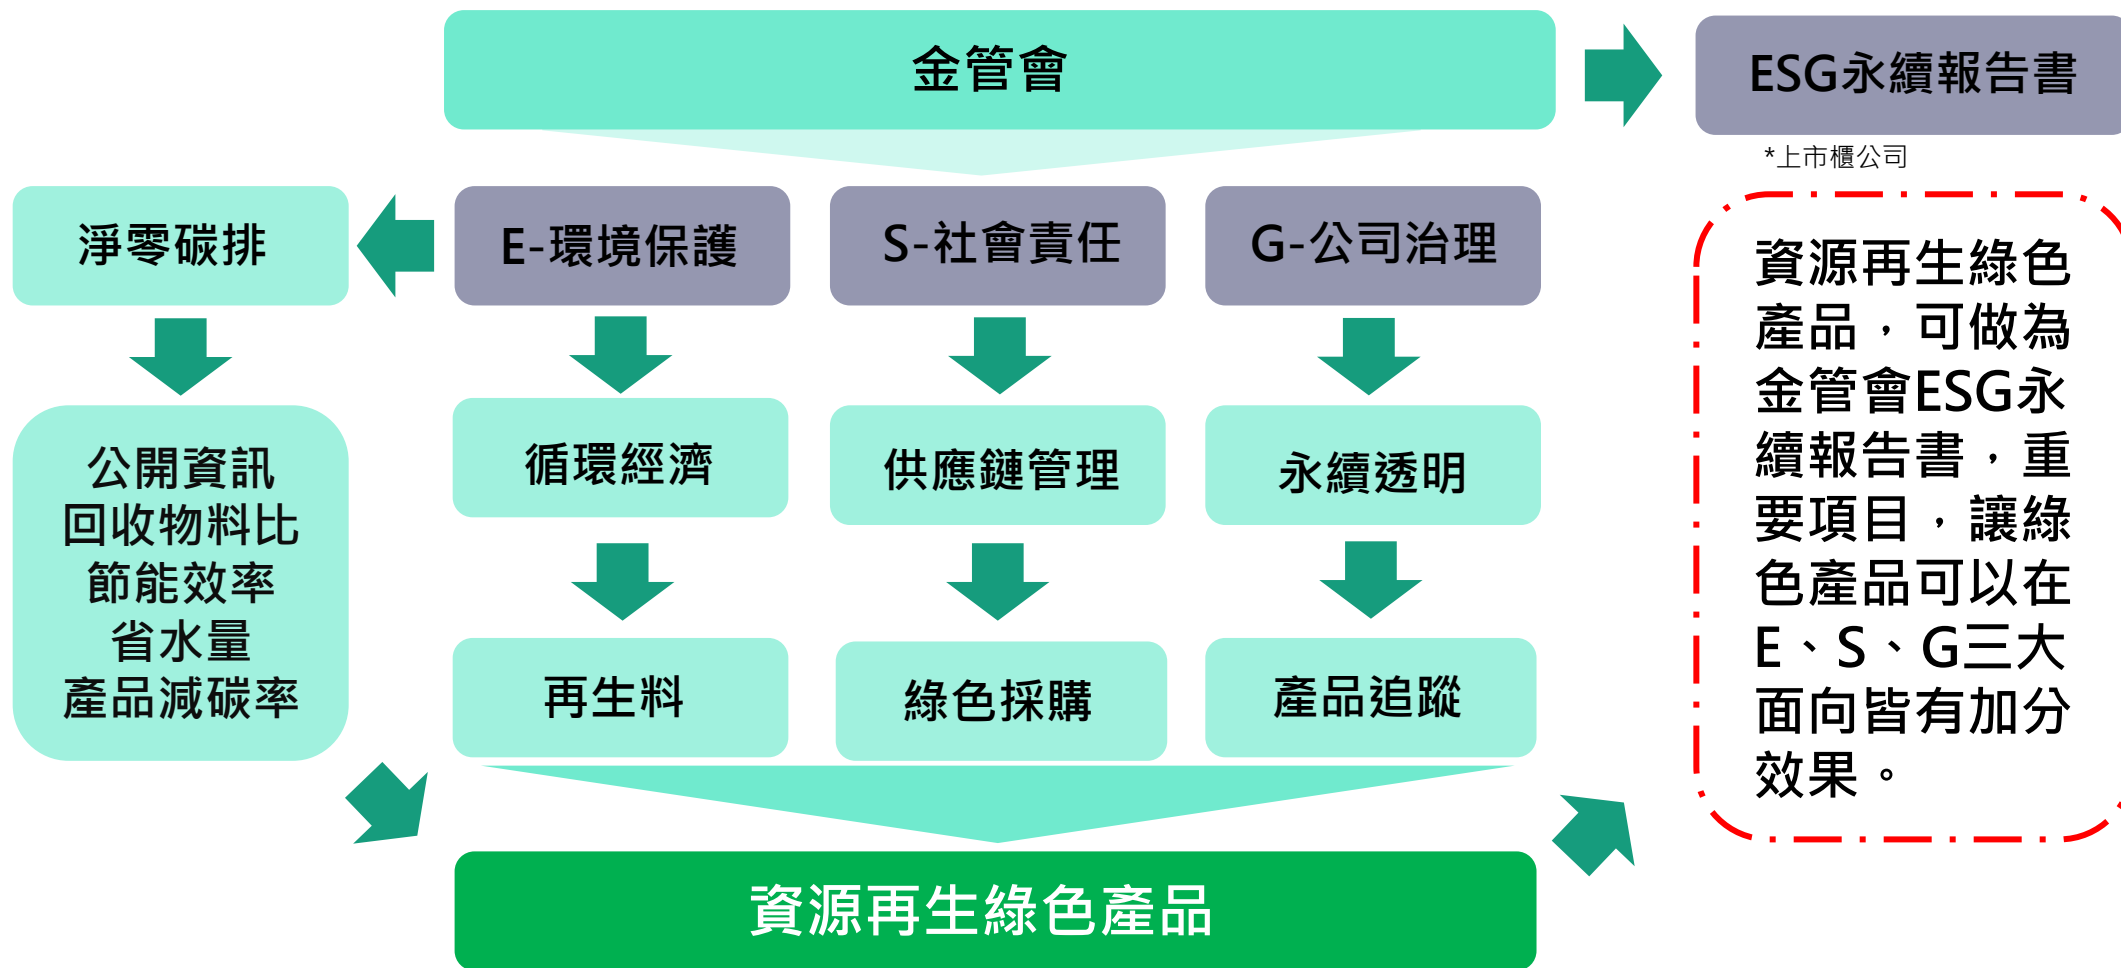 金管會
ESG永續報告書
*上市櫃公司
淨零碳排
E-環境保護
S-社會責任
G-公司治理
公開資訊
回收物料比
節能效率
省水量
產品減碳率
循環經濟
供應鏈管理
永續透明
再生料
綠色採購
產品追蹤
資源再生綠色產品
資源再生綠色
產品，可做為
金管會ESG永
續報告書，重
要項目，讓綠
色產品可以在
E、S、G三大
面向皆有加分
效果。